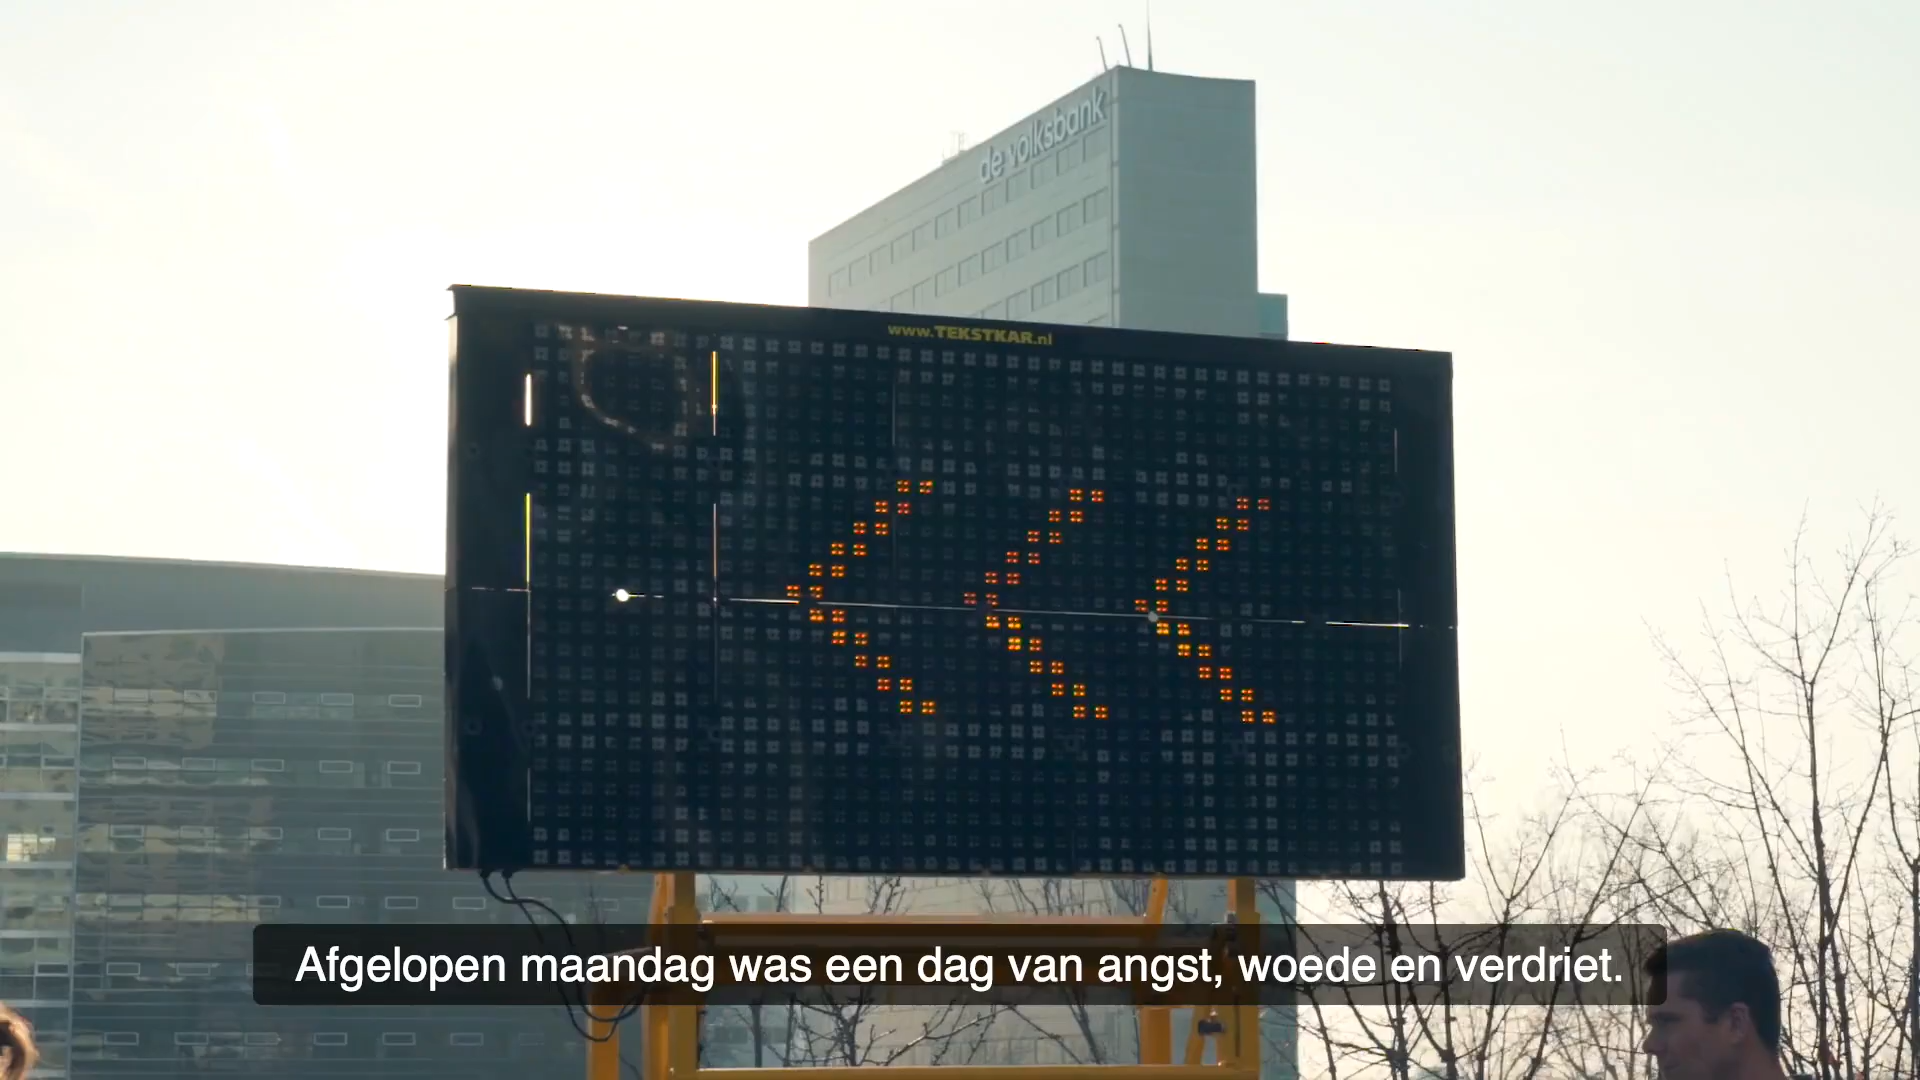 de volksbank
www.TEKSTKAR.nl
Afgelopen maandag was een dag van angst, woede en verdriet.